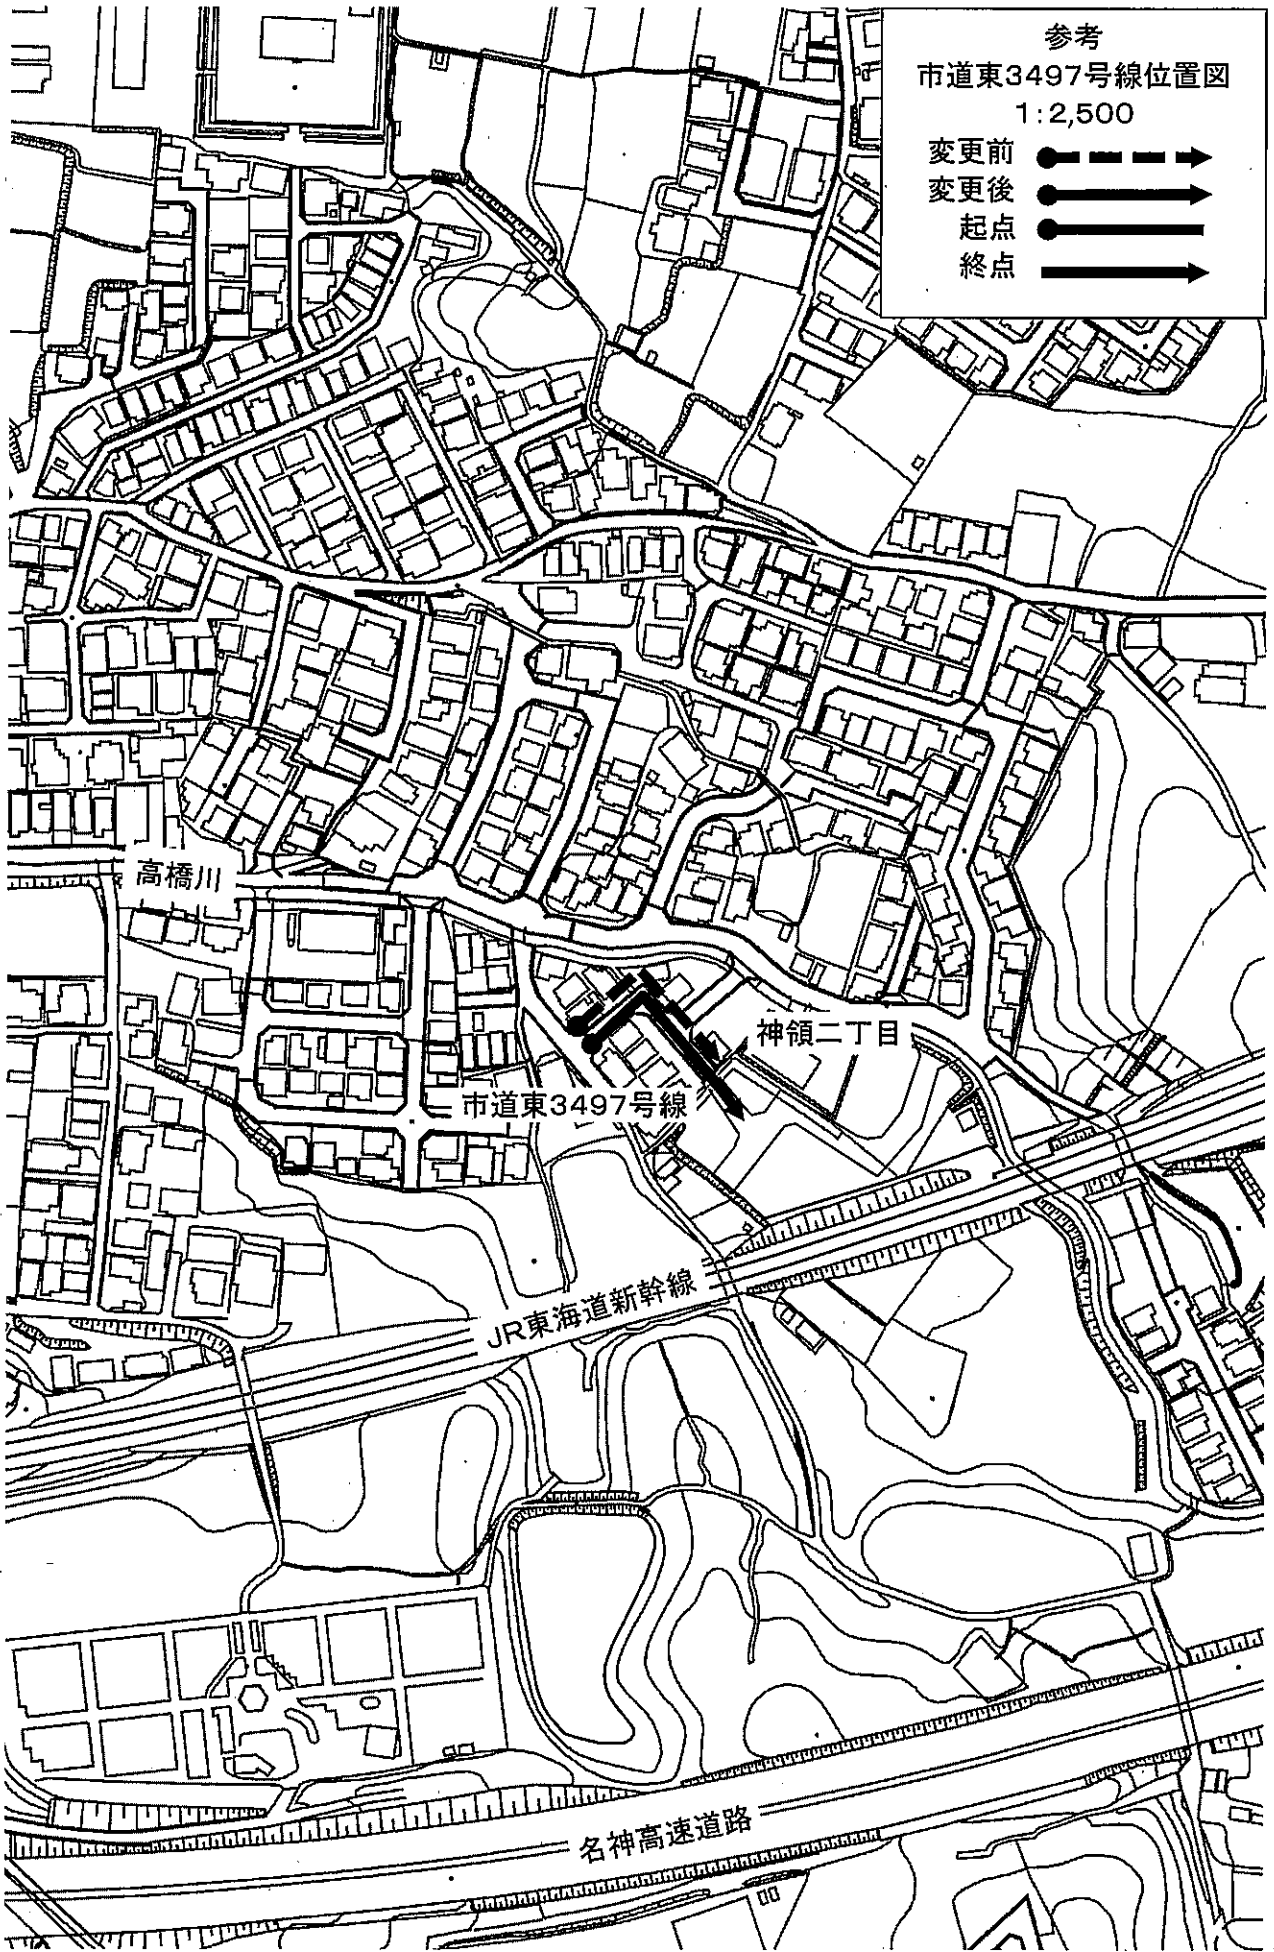 参考
市道東3497号線位置図
1:2,500
変更前
変更後
起点
終点
高橋川
神領二丁目
市道東3497号線
JR東海道新幹線
名神高速道路